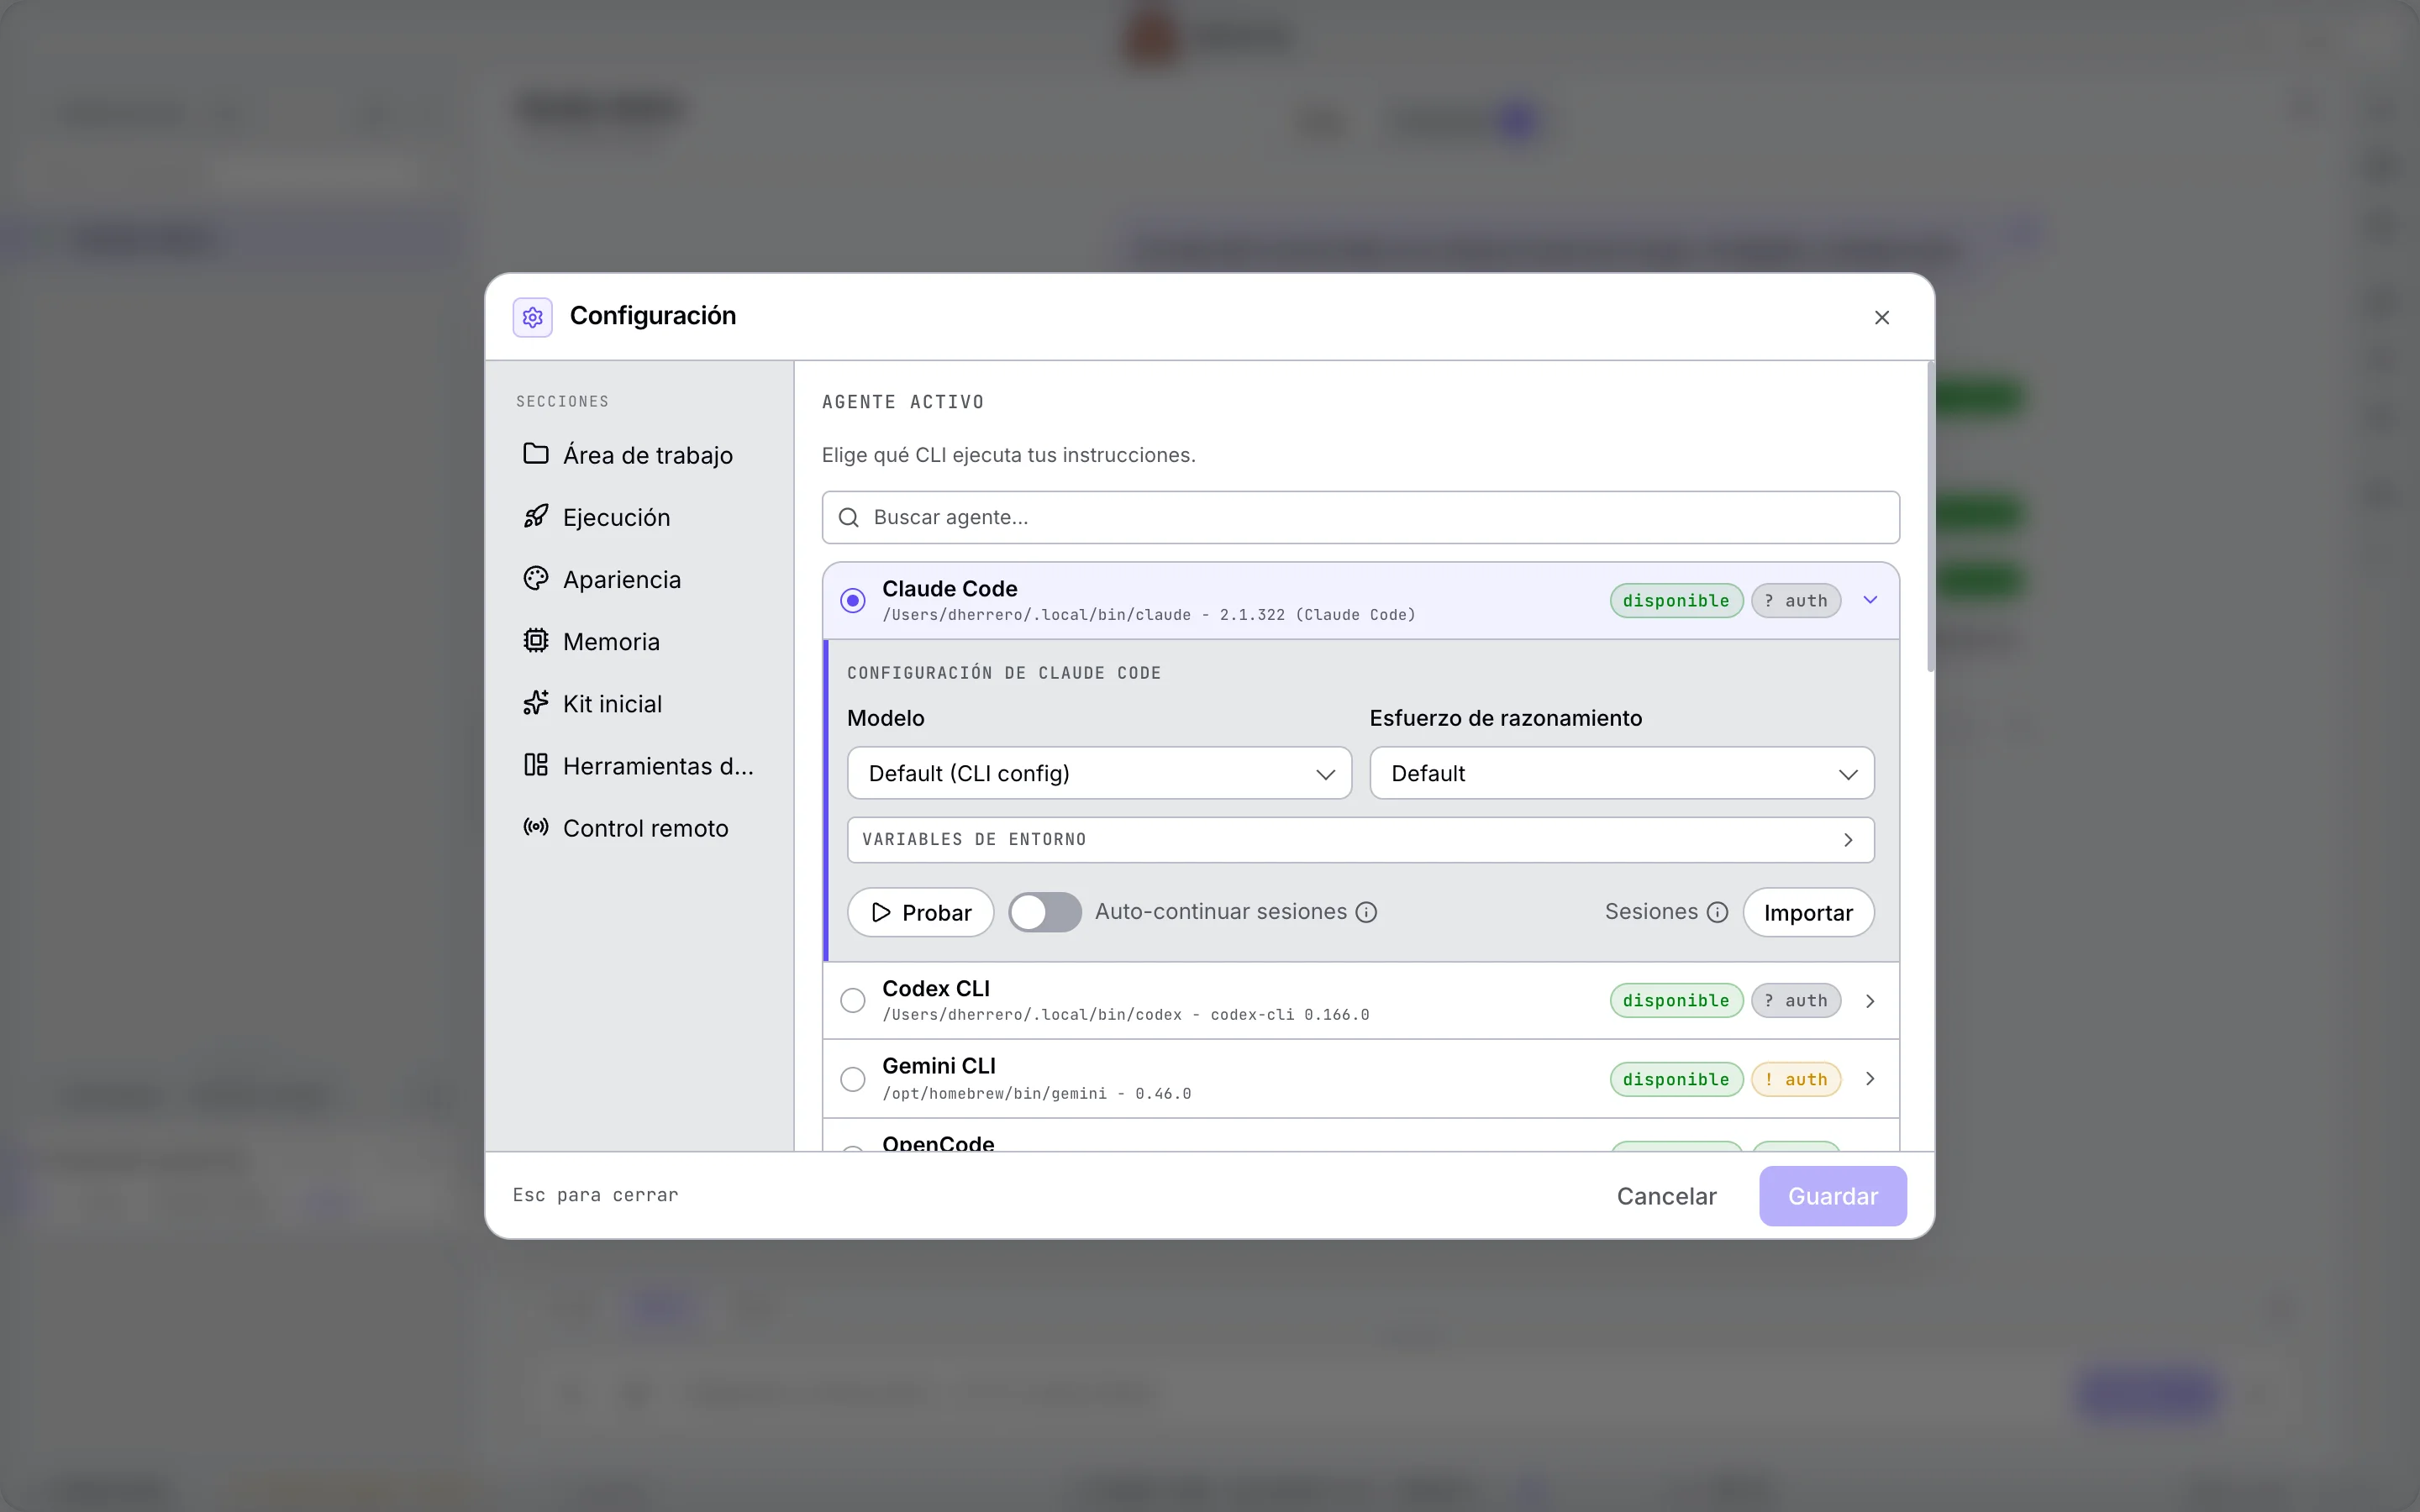 Configuración
SECCIONES
Área de trabajo
Ejecución
Apariencia
Memoria
Kit inicial
Herramientas d...
Control remoto
AGENTE ACTIVO
Elige qué CLI ejecuta tus instrucciones.
Buscar agente...
Claude Code
/Users/dherrero/.local/bin/claude - 2.1.322 (Claude Code)
disponible
? auth
CONFIGURACIÓN DE CLAUDE CODE
Modelo
Esfuerzo de razonamiento
Default (CLI config)
Default
VARIABLES DE ENTORNO
Probar
Auto-continuar sesiones
Sesiones
Importar
Codex CLI
/Users/dherrero/.local/bin/codex - codex-cli 0.166.0
disponible
? auth
Gemini CLI
/opt/homebrew/bin/gemini - 0.46.0
disponible
! auth
OpenCode
Esc para cerrar
Cancelar
Guardar